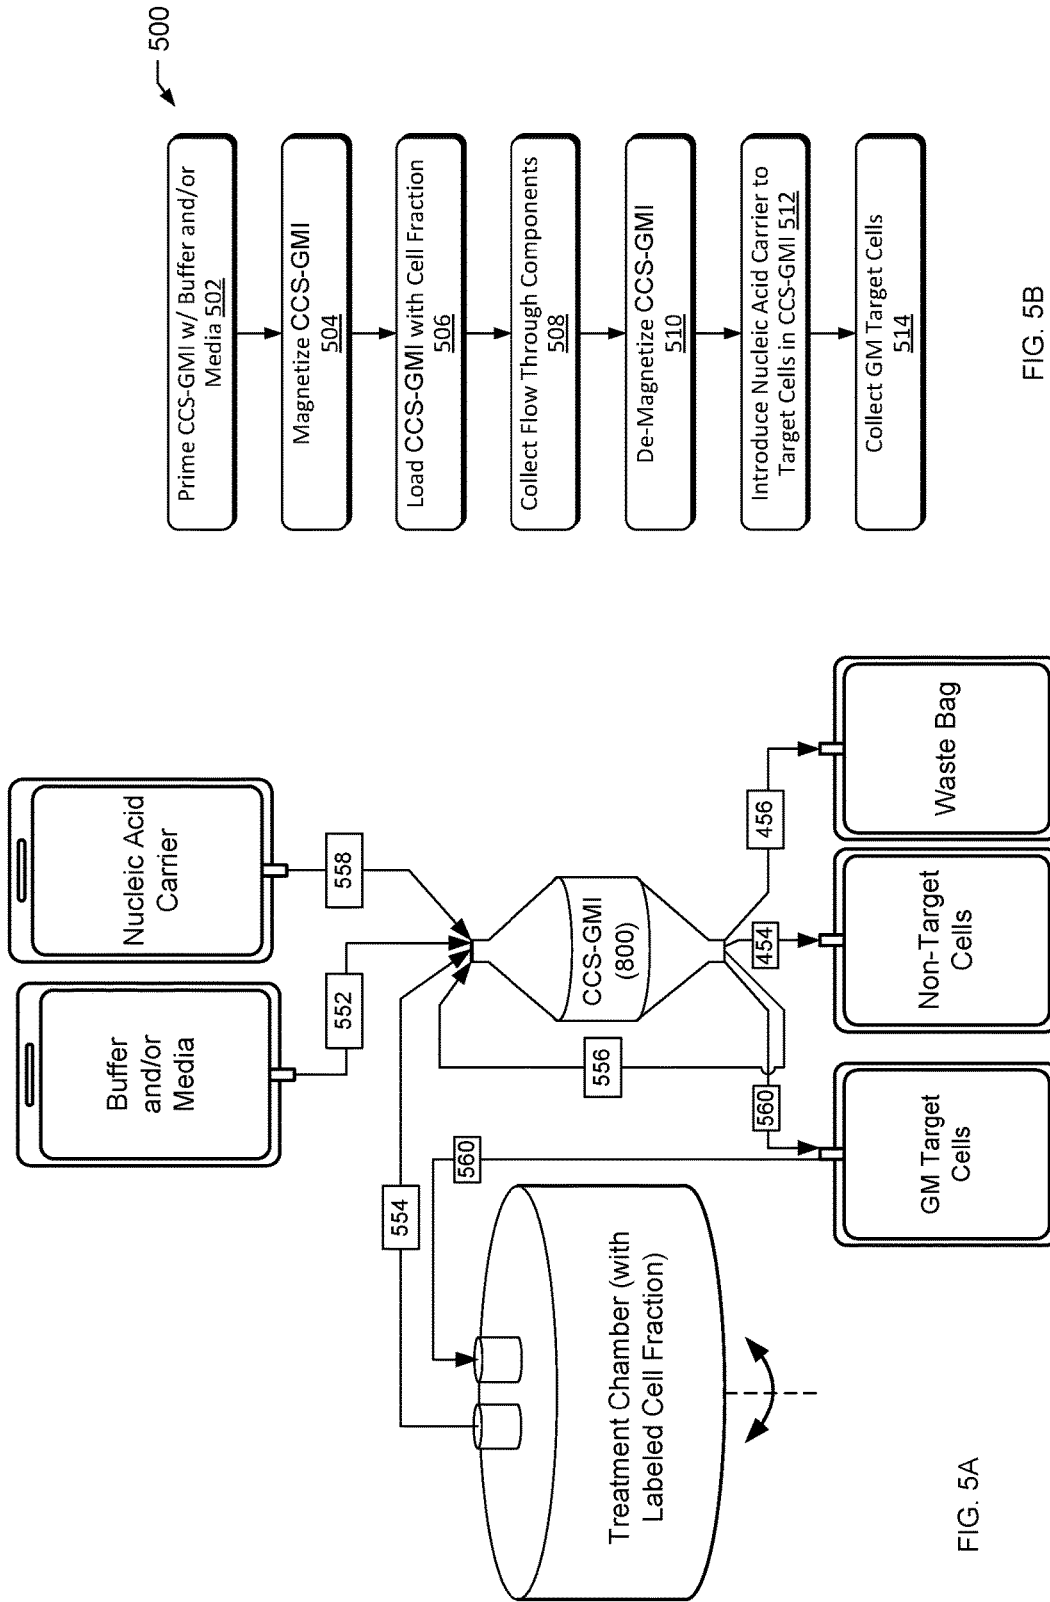 Buffer
and/or
Media
Nucleic Acid
Carrier
552
558
554
560
556
CCS-GMI
(800)
560
454
456
Treatment Chamber (with
Labeled Cell Fraction)
GM Target
Cells
Non-Target
Cells
Waste Bag
FIG. 5A
500
Prime CCS-GMI w/ Buffer and/or
Media 502
Magnetize CCS-GMI
504
Load CCS-GMI with Cell Fraction
506
Collect Flow Through Components
508
De-Magnetize CCS-GMI
510
Introduce Nucleic Acid Carrier to
Target Cells in CCS-GMI 512
Collect GM Target Cells
514
FIG. 5B